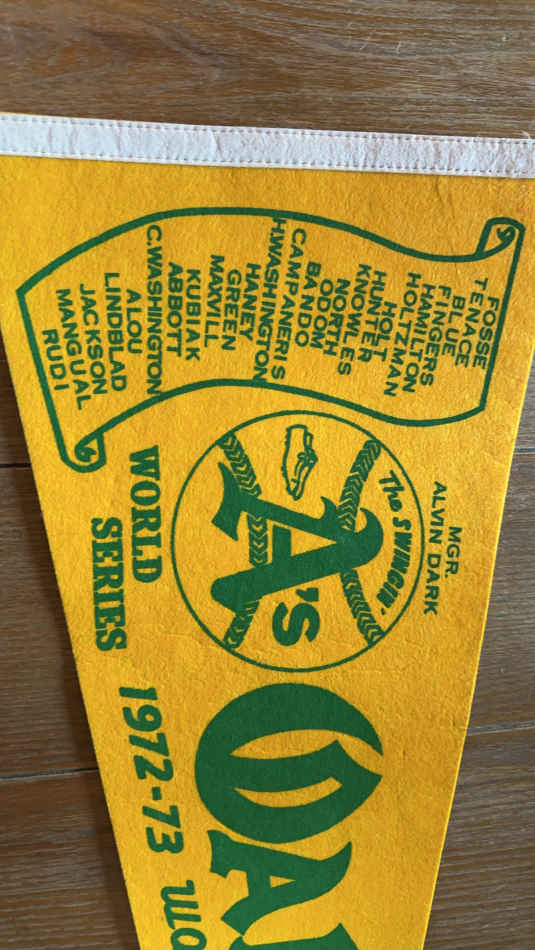 FOSSE
TENACE
BLUE
FINGERS
HAMILTON
HOLTZMAN
HOLT
HUNTER
KNOWLES
NORTH
ODOM
BANDO
CAMPANERIS
HWASHINGTON
HANEY
GREEN
MAXVILL
KUBIAK
ABBOTT
C.WASHINGTON
ALOU
LINDBLAD
JACKSON
MANGUAL
RUDI
MGR.
ALVIN DARK
The SWINGIN'
A's
WORLD
SERIES
1972-73